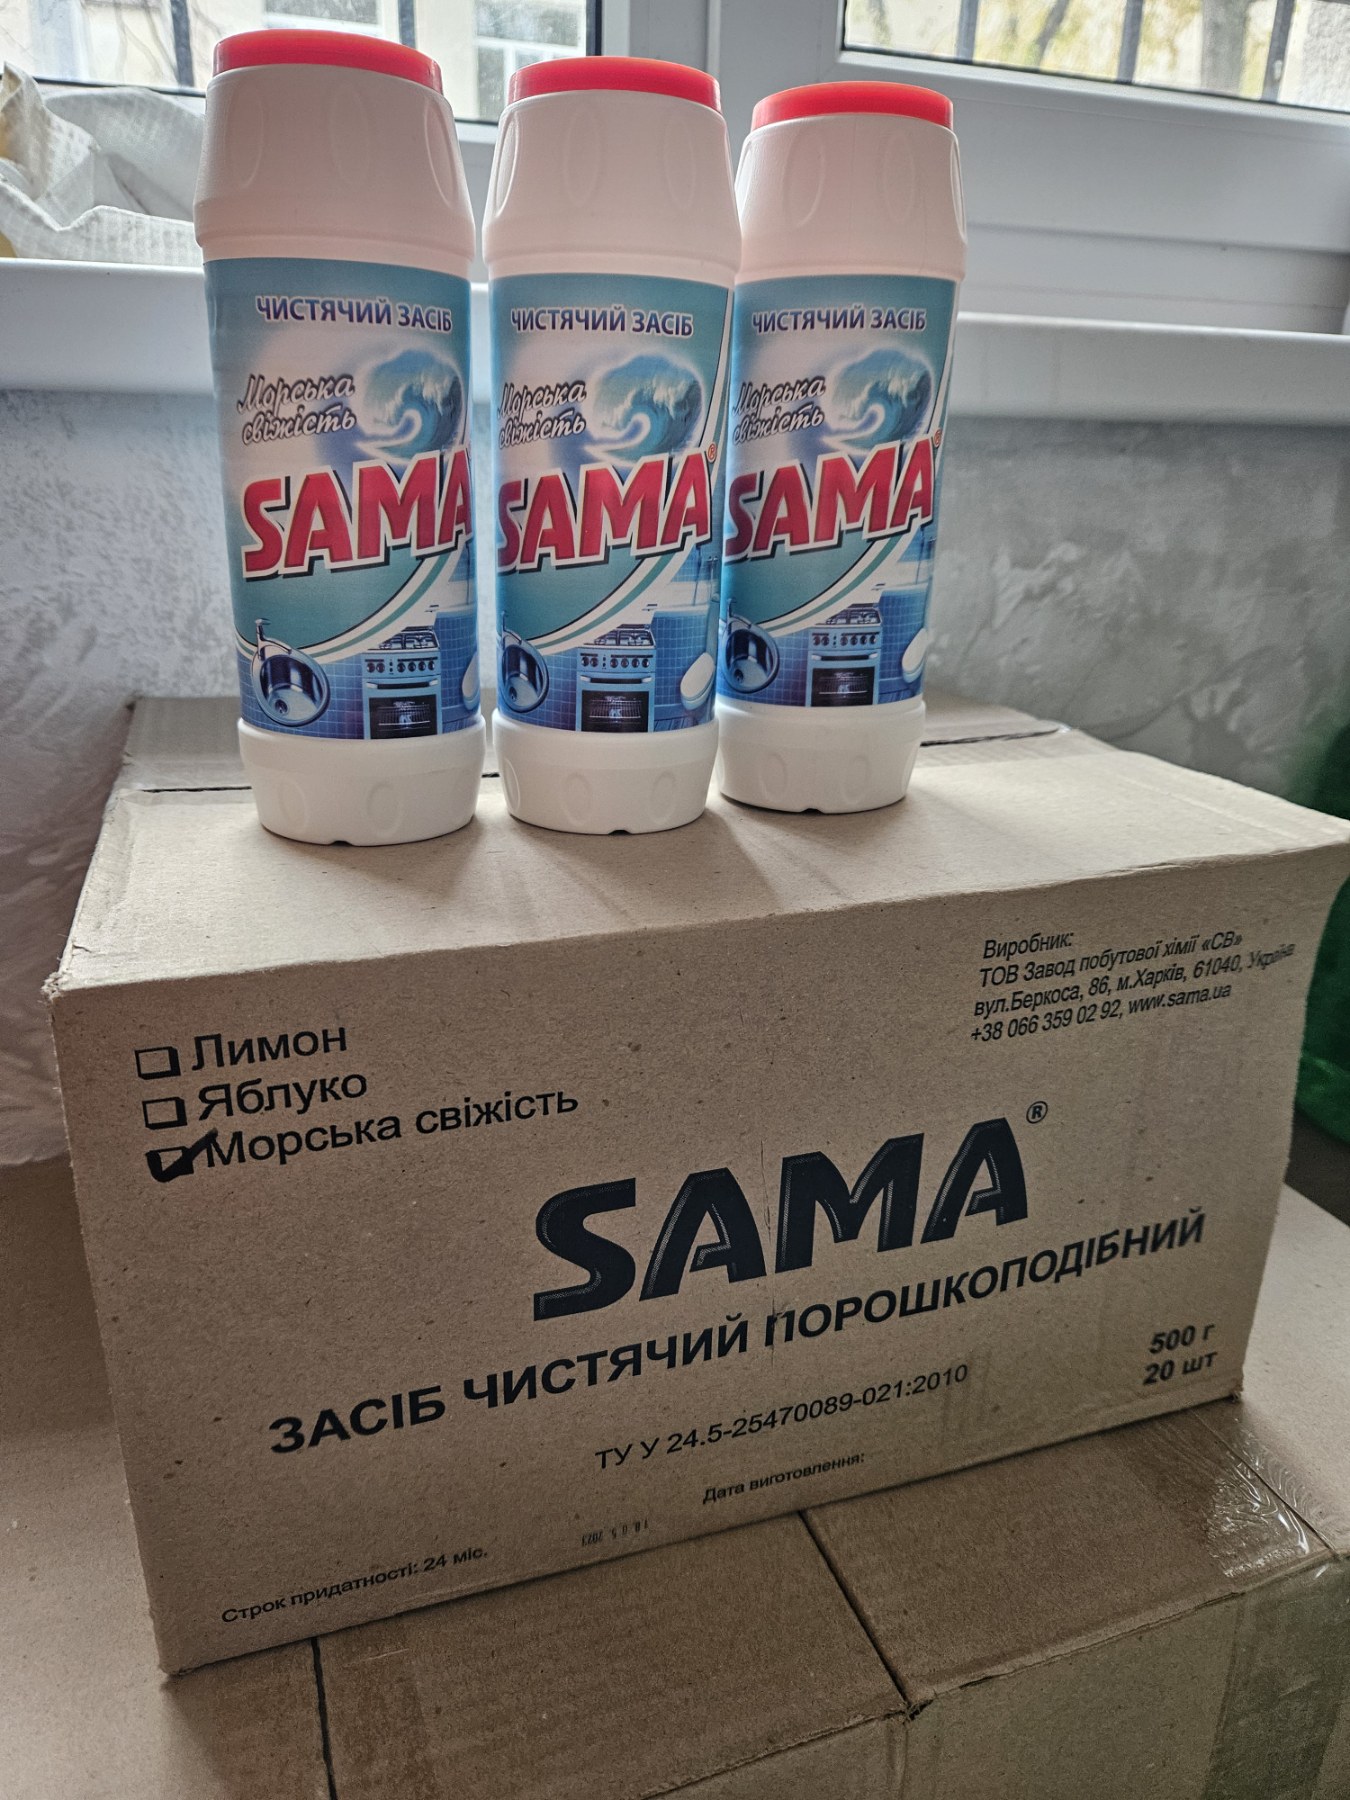 ЧИСТЯЧИЙ ЗАСІБ
Морська
свіжість
SAMA
ЧИСТЯЧИЙ ЗАСІБ
Морська
свіжість
SAMA®
ЧИСТЯЧИЙ ЗАСІБ
Морська
свіжість
SAMA®
Виробник:
ТОВ Завод побутової хімії «СВ»
вул.Беркоса, 86, м.Харків, 61040, Україна
+38 066 359 02 92, www.sama.ua
Лимон
Яблуко
Морська свіжість
SAMA®
ЗАСІБ ЧИСТЯЧИЙ ПОРОШКОПОДІБНИЙ
500 г
20 шт
ТУ У 24.5-25470089-021:2010
Дата виготовлення:
Строк придатності: 24 міс.